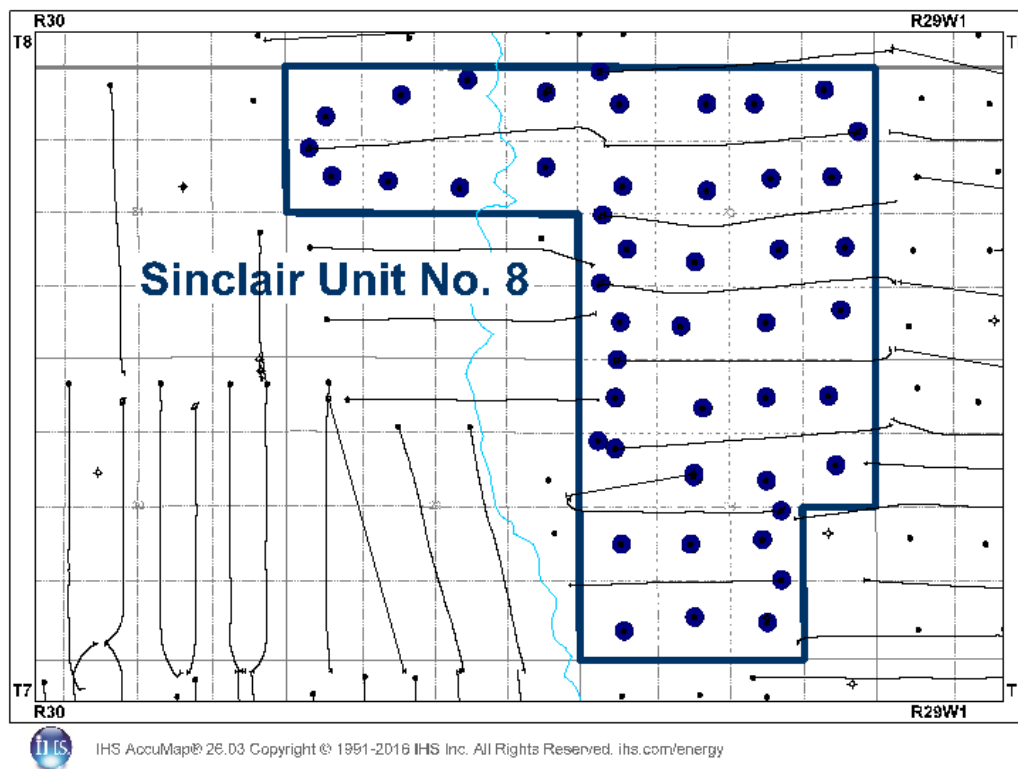 R30 R29W1
T8 T
31
Sinclair Unit No. 8
T7 T
R30 R29W1
IHS IHS AccuMap® 26.03 Copyright © 1991-2016 IHS Inc. All Rights Reserved. ihs.com/energy